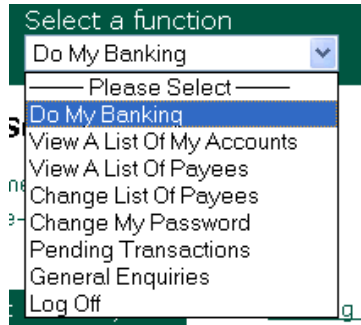 Select a function
Do My Banking
—— Please Select ——
Do My Banking
View A List Of My Accounts
View A List Of Payees
Change List Of Payees
Change My Password
Pending Transactions
General Enquiries
Log Off